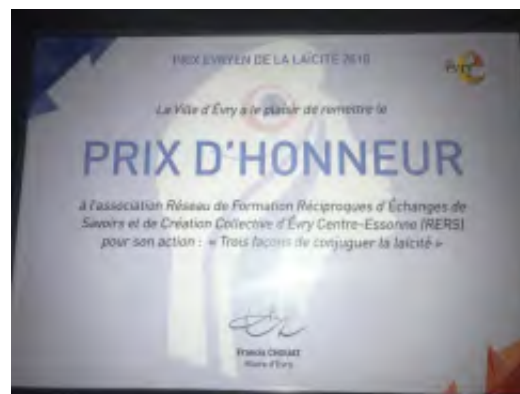 PRIX EVRYEN DE LA LAÏCITÉ
évry
La Ville d'Évry a le plaisir de remettre le
PRIX D'HONNEUR
à l'association Réseau de Formation Réciproques d'Échanges de
Savoirs et de Création Collective d'Évry Centre-Essonne (RERS)
pour son action : « Trois façons de conjuguer la laïcité »
Francis CHOUAT
Maire d'Évry